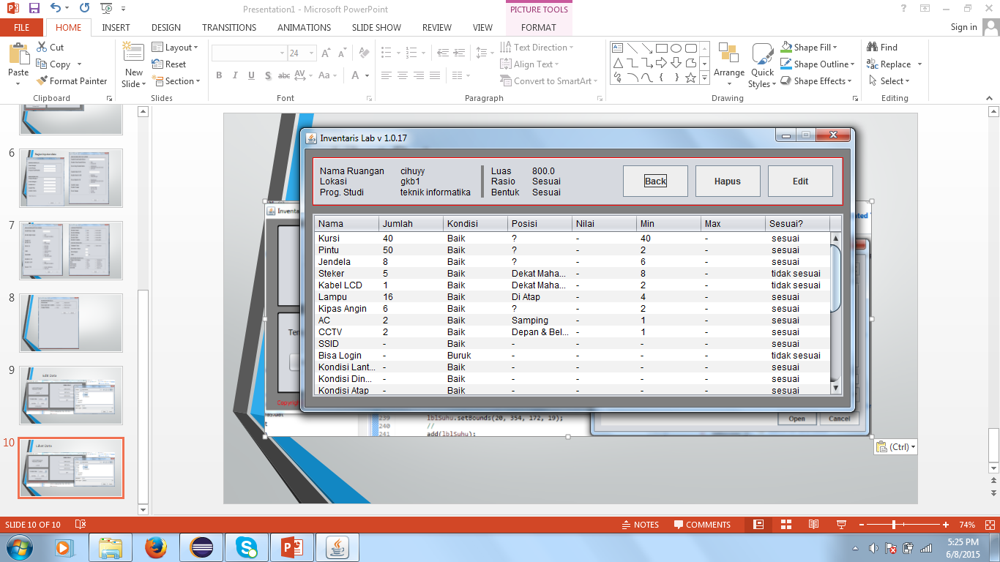 Presentation1 - Microsoft PowerPoint
PICTURE TOOLS
FILE HOME INSERT DESIGN TRANSITIONS ANIMATIONS SLIDE SHOW REVIEW VIEW FORMAT
Sign in
Paste
Cut
Copy
Format Painter
Clipboard
New Slide
Layout
Reset
Section
Slides
24
B I U S abc AV Aa A
Font
Text Direction
Align Text
Convert to SmartArt
Paragraph
Arrange
Quick Styles
Shape Fill
Shape Outline
Shape Effects
Drawing
Find
Replace
Select
Editing
6
7
8
9
Edit Data
10
Lihat Data
Inventaris Lab v 1.0.17
Nama Ruangan cihuyy Luas 800.0
Lokasi gkb1 Rasio Sesuai
Prog. Studi teknik informatika Bentuk Sesuai
Back Hapus Edit
Nama Jumlah Kondisi Posisi Nilai Min Max Sesuai?
Kursi 40 Baik ? - 40 - sesuai
Pintu 50 Baik ? - 2 - sesuai
Jendela 8 Baik ? - 6 - sesuai
Steker 5 Baik Dekat Maha... - 8 - tidak sesuai
Kabel LCD 1 Baik Dekat Maha... - 2 - tidak sesuai
Lampu 16 Baik Di Atap - 4 - sesuai
Kipas Angin 6 Baik ? - 2 - sesuai
AC 2 Baik Samping - 1 - sesuai
CCTV 2 Baik Depan & Bel... - 1 - sesuai
SSID - Baik - - - - sesuai
Bisa Login - Buruk - - - - tidak sesuai
Kondisi Lant... - Baik - - - - sesuai
Kondisi Din... - Baik - - - - sesuai
Kondisi Atap - Baik - - - - sesuai
239 lblSuhu.setBounds(20, 354, 172, 19);
240 //
241 add(lblSuhu);
Open Cancel
(Ctrl)
SLIDE 10 OF 10
NOTES
COMMENTS
74%
5:25 PM
6/8/2015